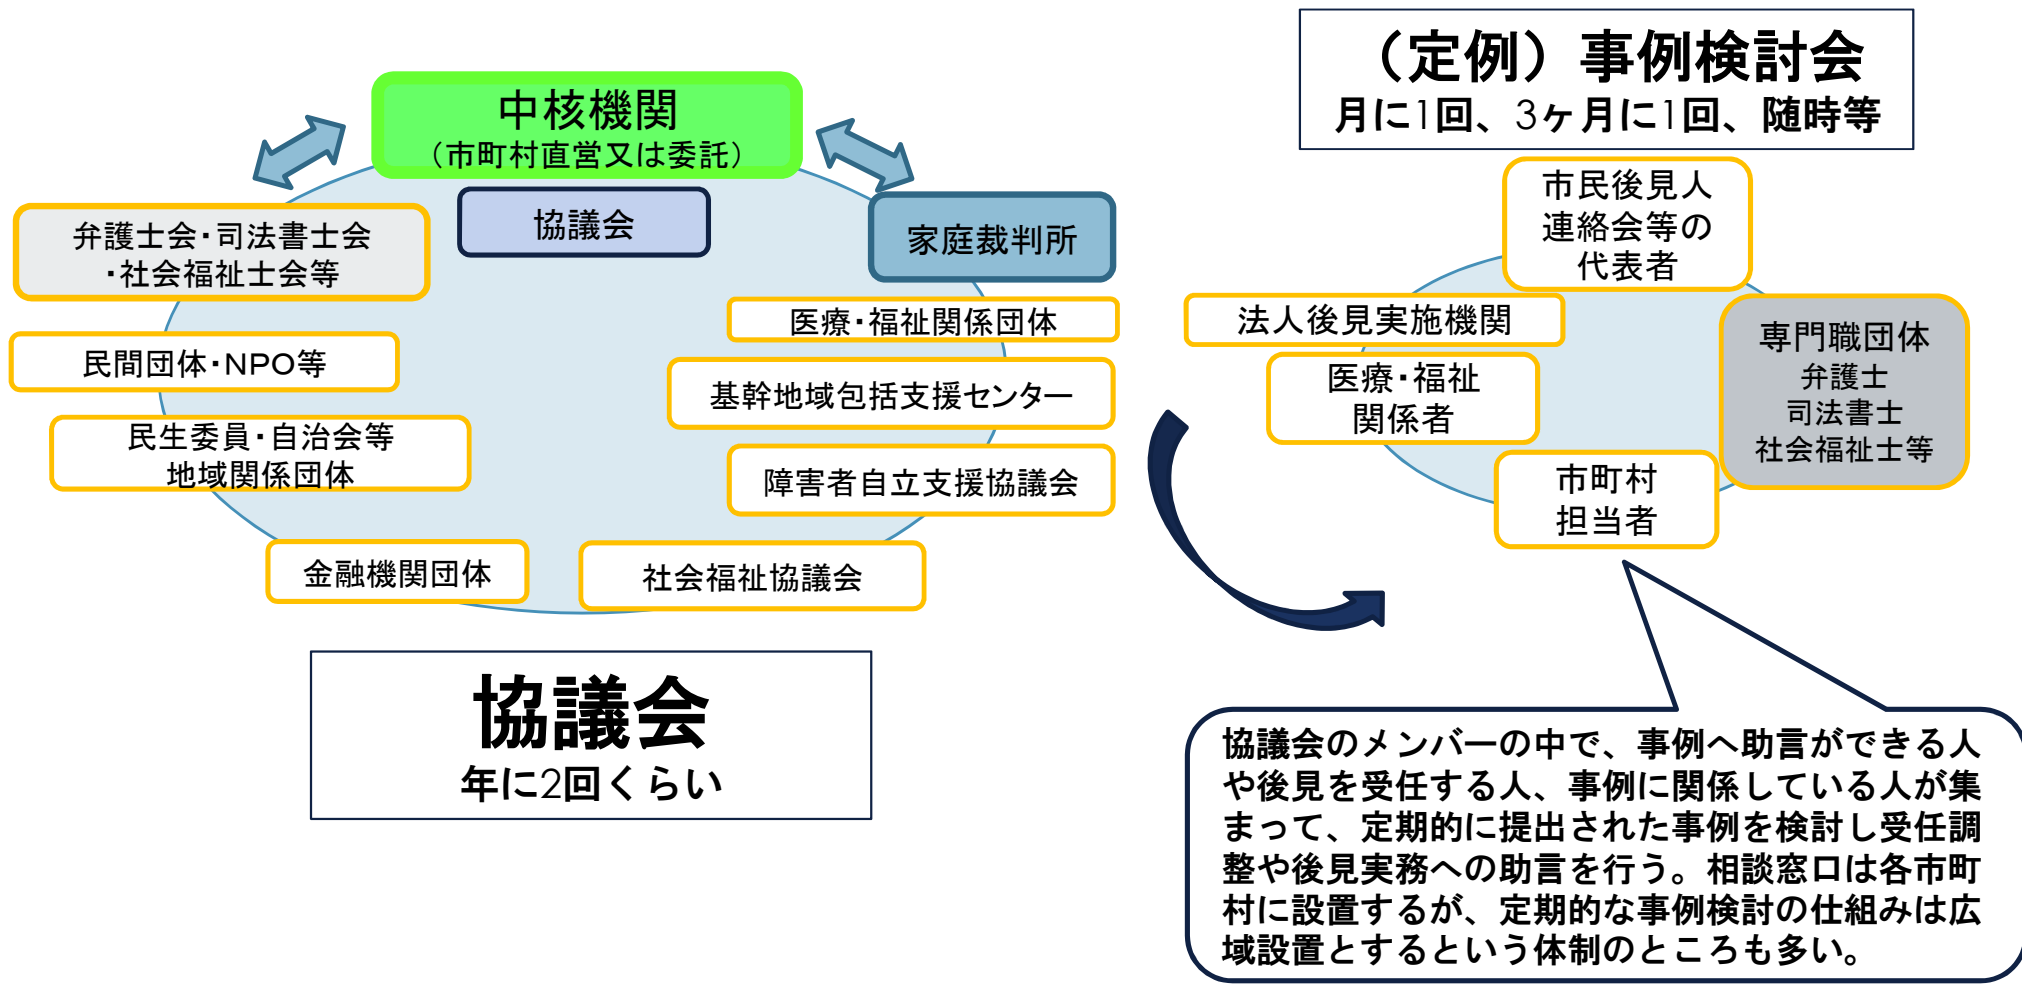 中核機関
（市町村直営又は委託）
協議会
弁護士会・司法書士会
・社会福祉士会等
家庭裁判所
民間団体・NPO等
医療・福祉関係団体
民生委員・自治会等
地域関係団体
基幹地域包括支援センター
障害者自立支援協議会
金融機関団体
社会福祉協議会
協議会
年に2回くらい
（定例）事例検討会
月に1回、3ヶ月に1回、随時等
市民後見人
連絡会等の
代表者
法人後見実施機関
医療・福祉
関係者
専門職団体
弁護士
司法書士
社会福祉士等
市町村
担当者
協議会のメンバーの中で、事例へ助言ができる人
や後見を受任する人、事例に関係している人が集
まって、定期的に提出された事例を検討し受任調
整や後見実務への助言を行う。相談窓口は各市町
村に設置するが、定期的な事例検討の仕組みは広
域設置とするという体制のところも多い。